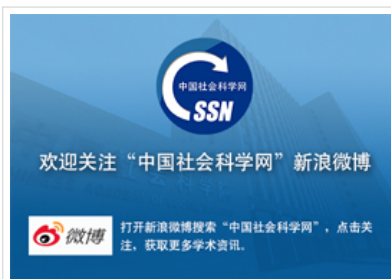 中国社会科学网
CSSN
欢迎关注“中国社会科学网”新浪微博
微博
打开新浪微博搜索“中国社会科学网”，点击关
注，获取更多学术资讯。